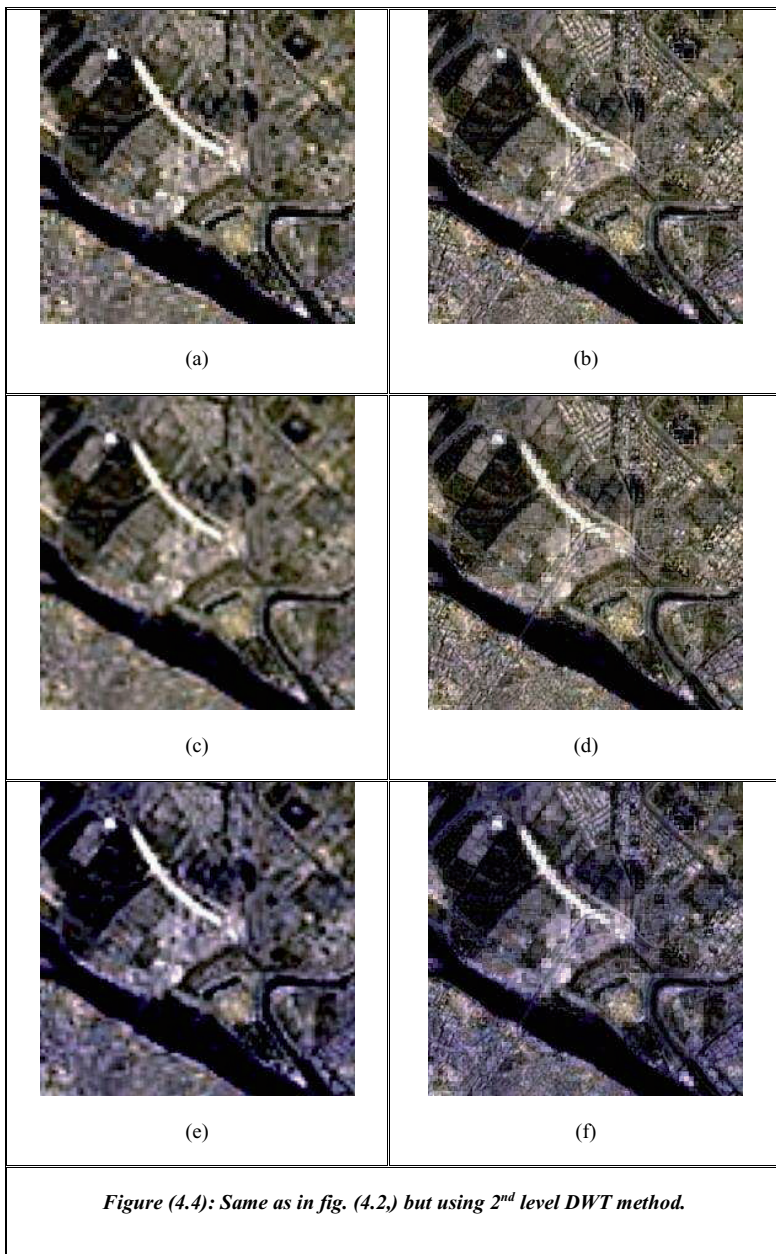 (a)
(b)
(c)
(d)
(e)
(f)
Figure (4.4): Same as in fig. (4.2,) but using 2nd level DWT method.